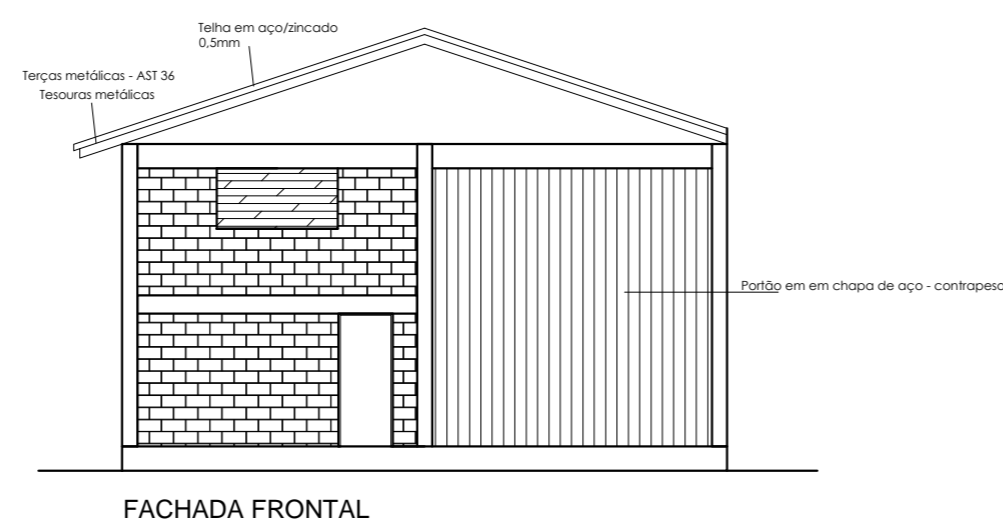 Telha em aço/zincado
0,5mm
Terças metálicas - AST 36
Tesouras metálicas
Portão em em chapa de aço - contrapeso
FACHADA FRONTAL